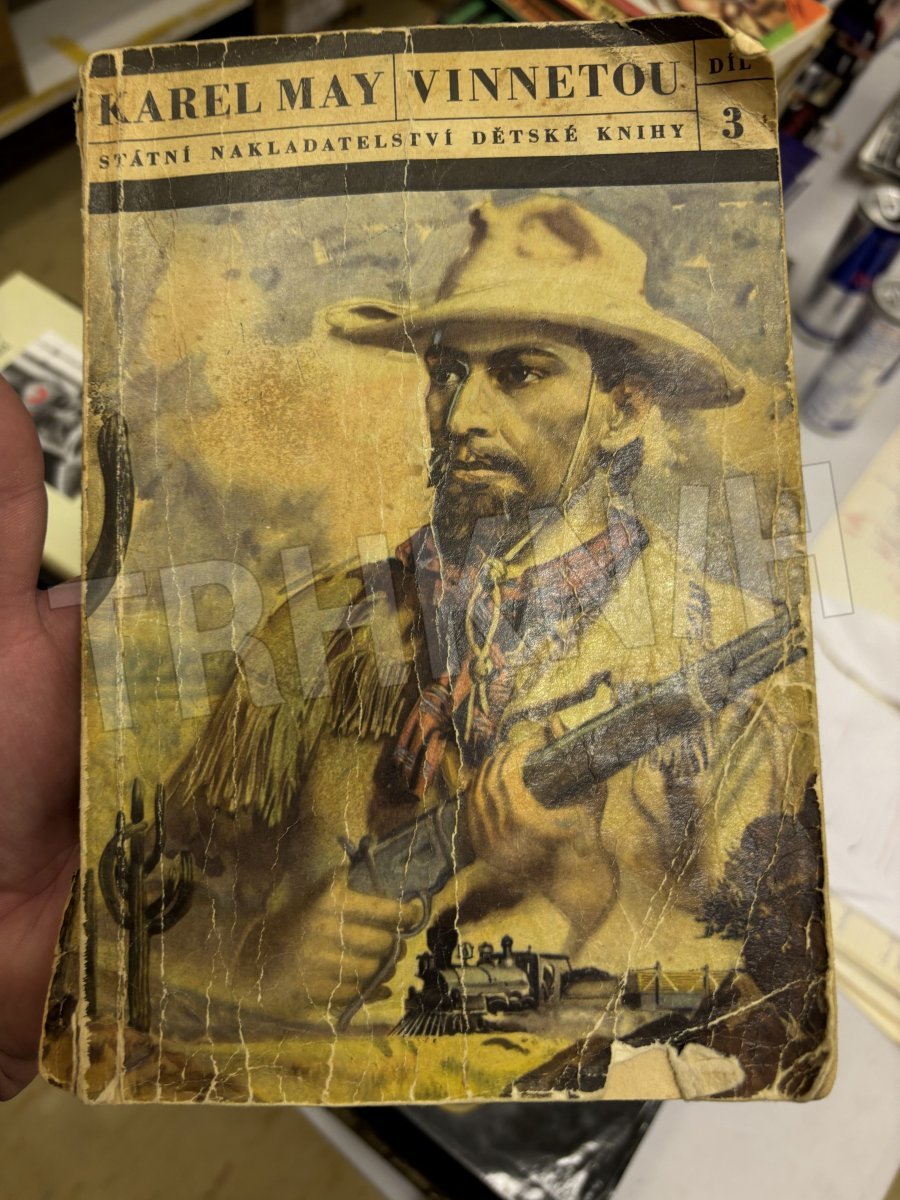 KAREL MAY VINNETOU DÍL
3
STÁTNÍ NAKLADATELSTVÍ DĚTSKÉ KNIHY
TRHKNIH